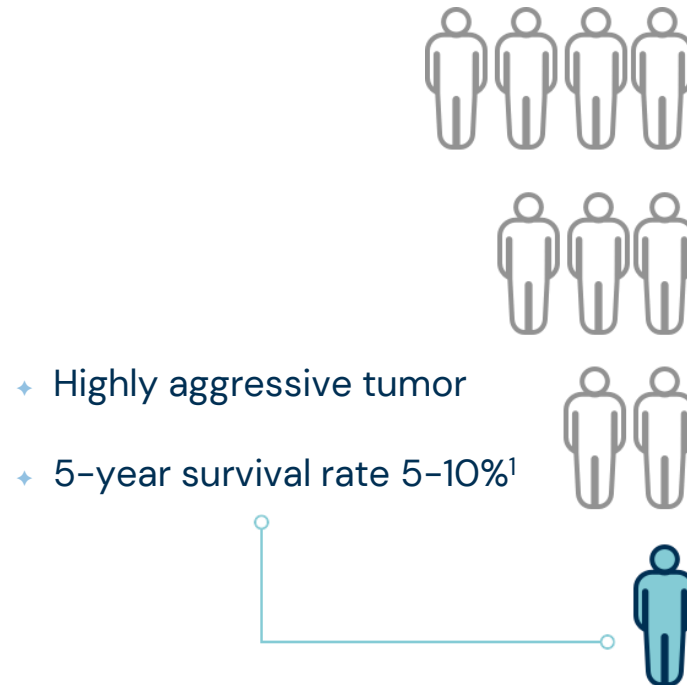 ✦ Highly aggressive tumor
✦ 5-year survival rate 5-10%¹